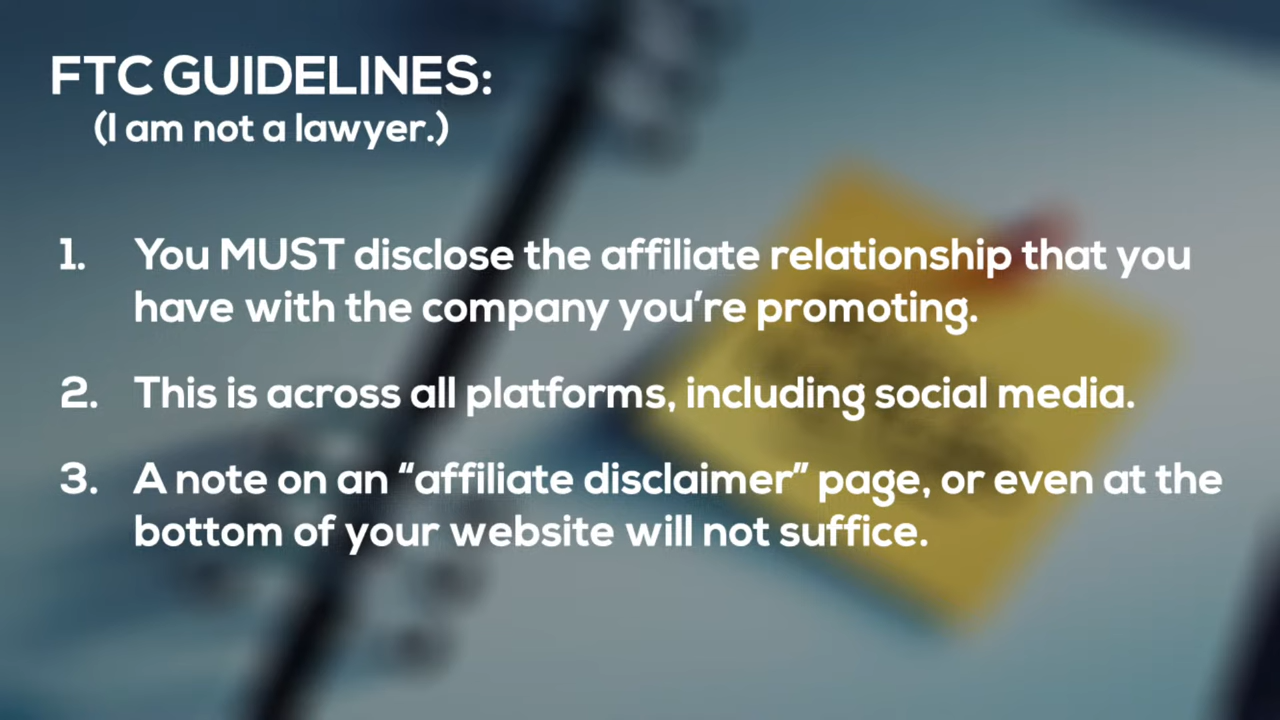 FTC GUIDELINES:
(I am not a lawyer.)
1. You MUST disclose the affiliate relationship that you
have with the company you're promoting.
2. This is across all platforms, including social media.
3. A note on an “affiliate disclaimer” page, or even at the
bottom of your website will not suffice.